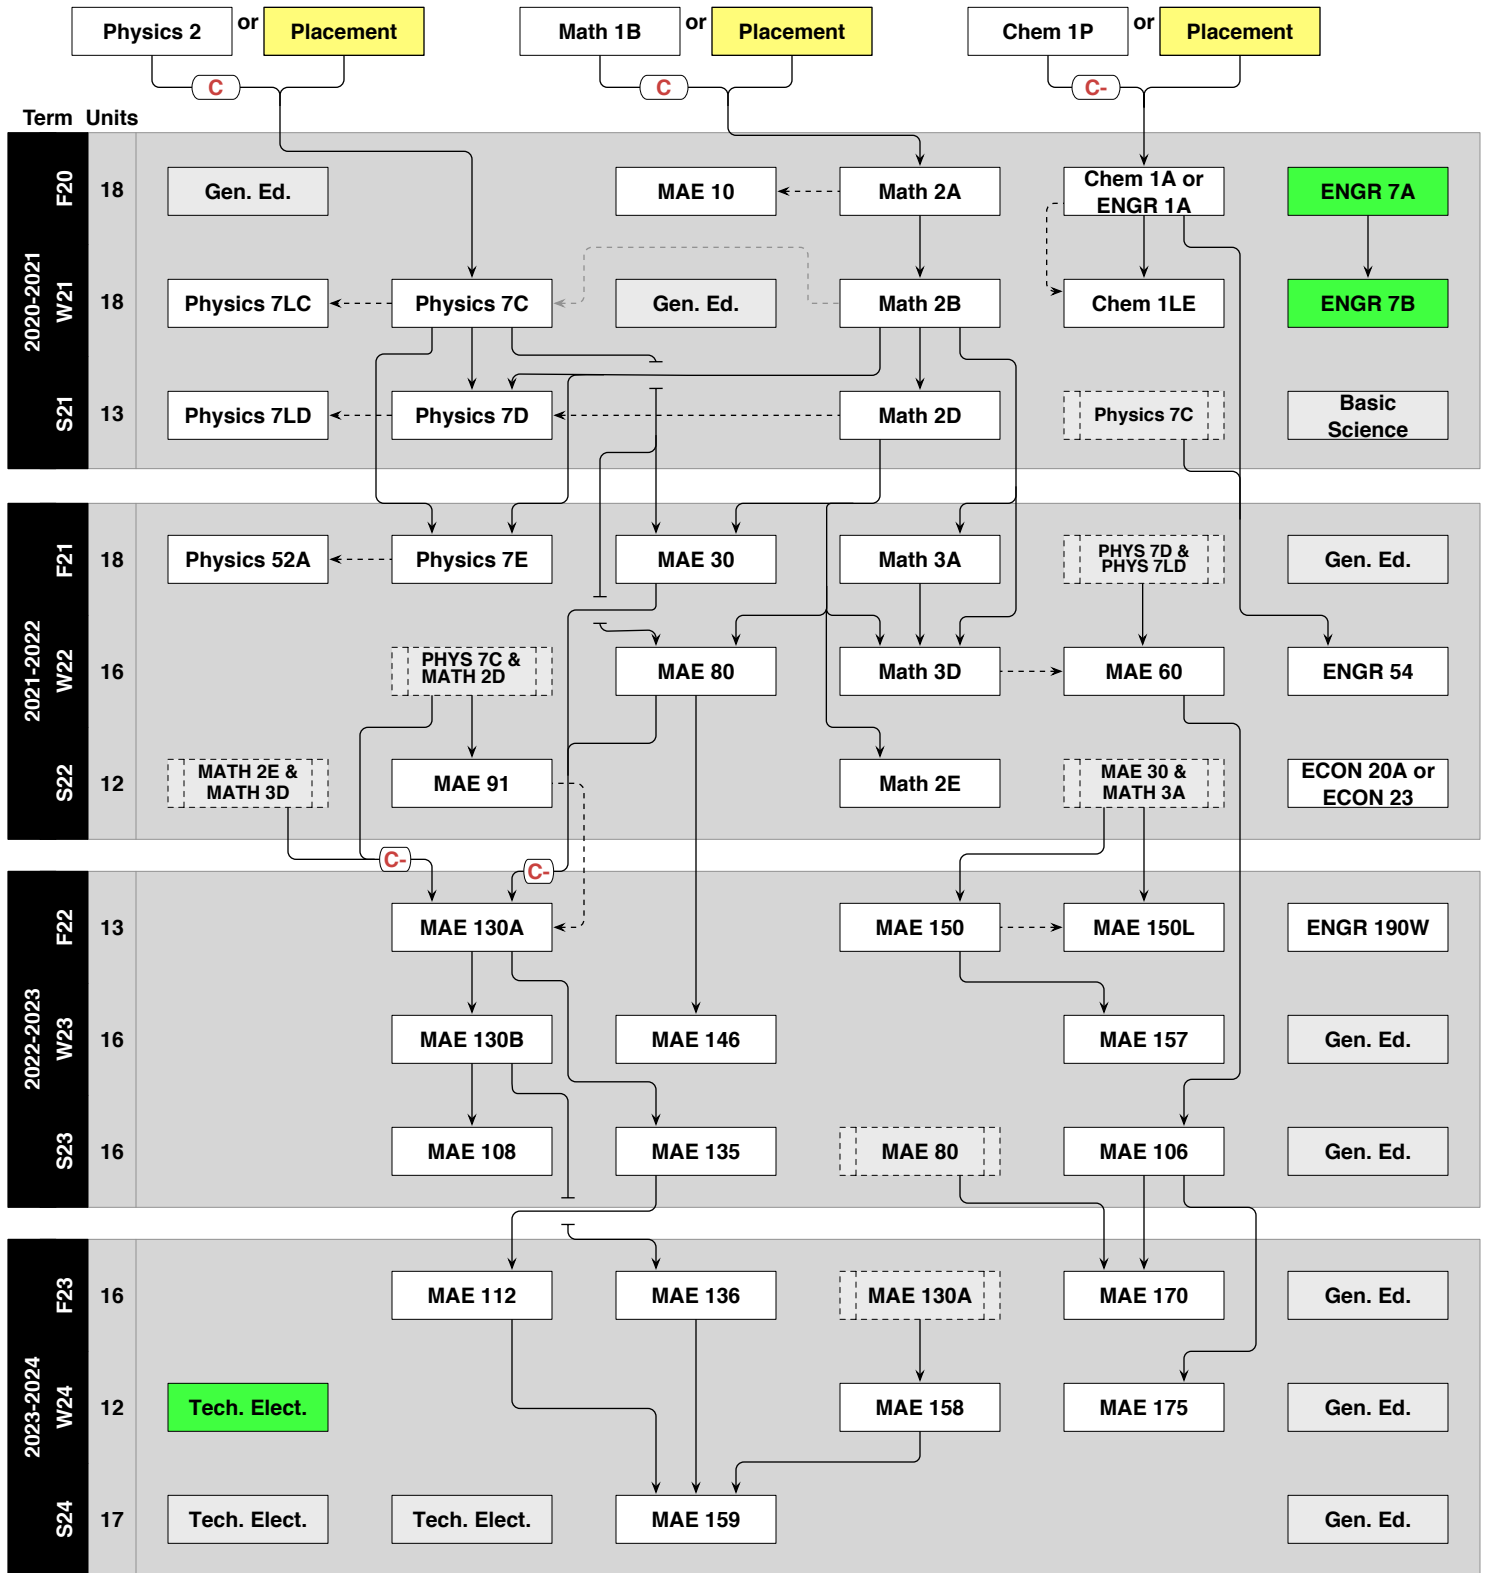 Physics 2
or
Placement
Math 1B
or
Placement
Chem 1P
or
Placement
C
C
C-
Term Units
2020-2021
F20
18
Gen. Ed.
MAE 10
Math 2A
Chem 1A or
ENGR 1A
ENGR 7A
W21
18
Physics 7LC
Physics 7C
Gen. Ed.
Math 2B
Chem 1LE
ENGR 7B
S21
13
Physics 7LD
Physics 7D
Math 2D
Physics 7C
Basic
Science
2021-2022
F21
18
Physics 52A
Physics 7E
MAE 30
Math 3A
PHYS 7D &
PHYS 7LD
Gen. Ed.
W22
16
PHYS 7C &
MATH 2D
MAE 80
Math 3D
MAE 60
ENGR 54
S22
12
MATH 2E &
MATH 3D
MAE 91
Math 2E
MAE 30 &
MATH 3A
ECON 20A or
ECON 23
C-
C-
2022-2023
F22
13
MAE 130A
MAE 150
MAE 150L
ENGR 190W
W23
16
MAE 130B
MAE 146
MAE 157
Gen. Ed.
S23
16
MAE 108
MAE 135
MAE 80
MAE 106
Gen. Ed.
2023-2024
F23
16
MAE 112
MAE 136
MAE 130A
MAE 170
Gen. Ed.
W24
12
Tech. Elect.
MAE 158
MAE 175
Gen. Ed.
S24
17
Tech. Elect.
Tech. Elect.
MAE 159
Gen. Ed.